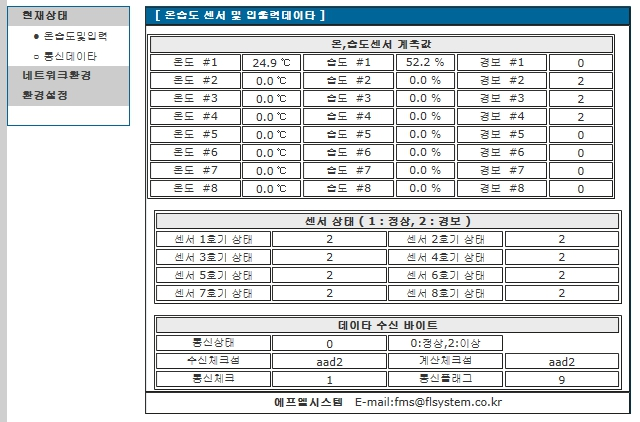 현재상태
● 온습도및입력
○ 통신데이타
네트워크환경
환경설정
[ 온습도 센서 및 입출력데이타 ]
온,습도센서 계측값
온도 #1 24.9 ℃ 습도 #1 52.2 % 경보 #1 0
온도 #2 0.0 ℃ 습도 #2 0.0 % 경보 #2 2
온도 #3 0.0 ℃ 습도 #3 0.0 % 경보 #3 2
온도 #4 0.0 ℃ 습도 #4 0.0 % 경보 #4 2
온도 #5 0.0 ℃ 습도 #5 0.0 % 경보 #5 0
온도 #6 0.0 ℃ 습도 #6 0.0 % 경보 #6 0
온도 #7 0.0 ℃ 습도 #7 0.0 % 경보 #7 0
온도 #8 0.0 ℃ 습도 #8 0.0 % 경보 #8 0
센서 상태 ( 1 : 정상, 2 : 경보 )
센서 1호기 상태 2 센서 2호기 상태 2
센서 3호기 상태 2 센서 4호기 상태 2
센서 5호기 상태 2 센서 6호기 상태 2
센서 7호기 상태 2 센서 8호기 상태 2
데이타 수신 바이트
통신상태 0 0:정상,2:이상
수신체크섬 aad2 계산체크섬 aad2
통신체크 1 통신플래그 9
에프엘시스템 E-mail:fms@flsystem.co.kr